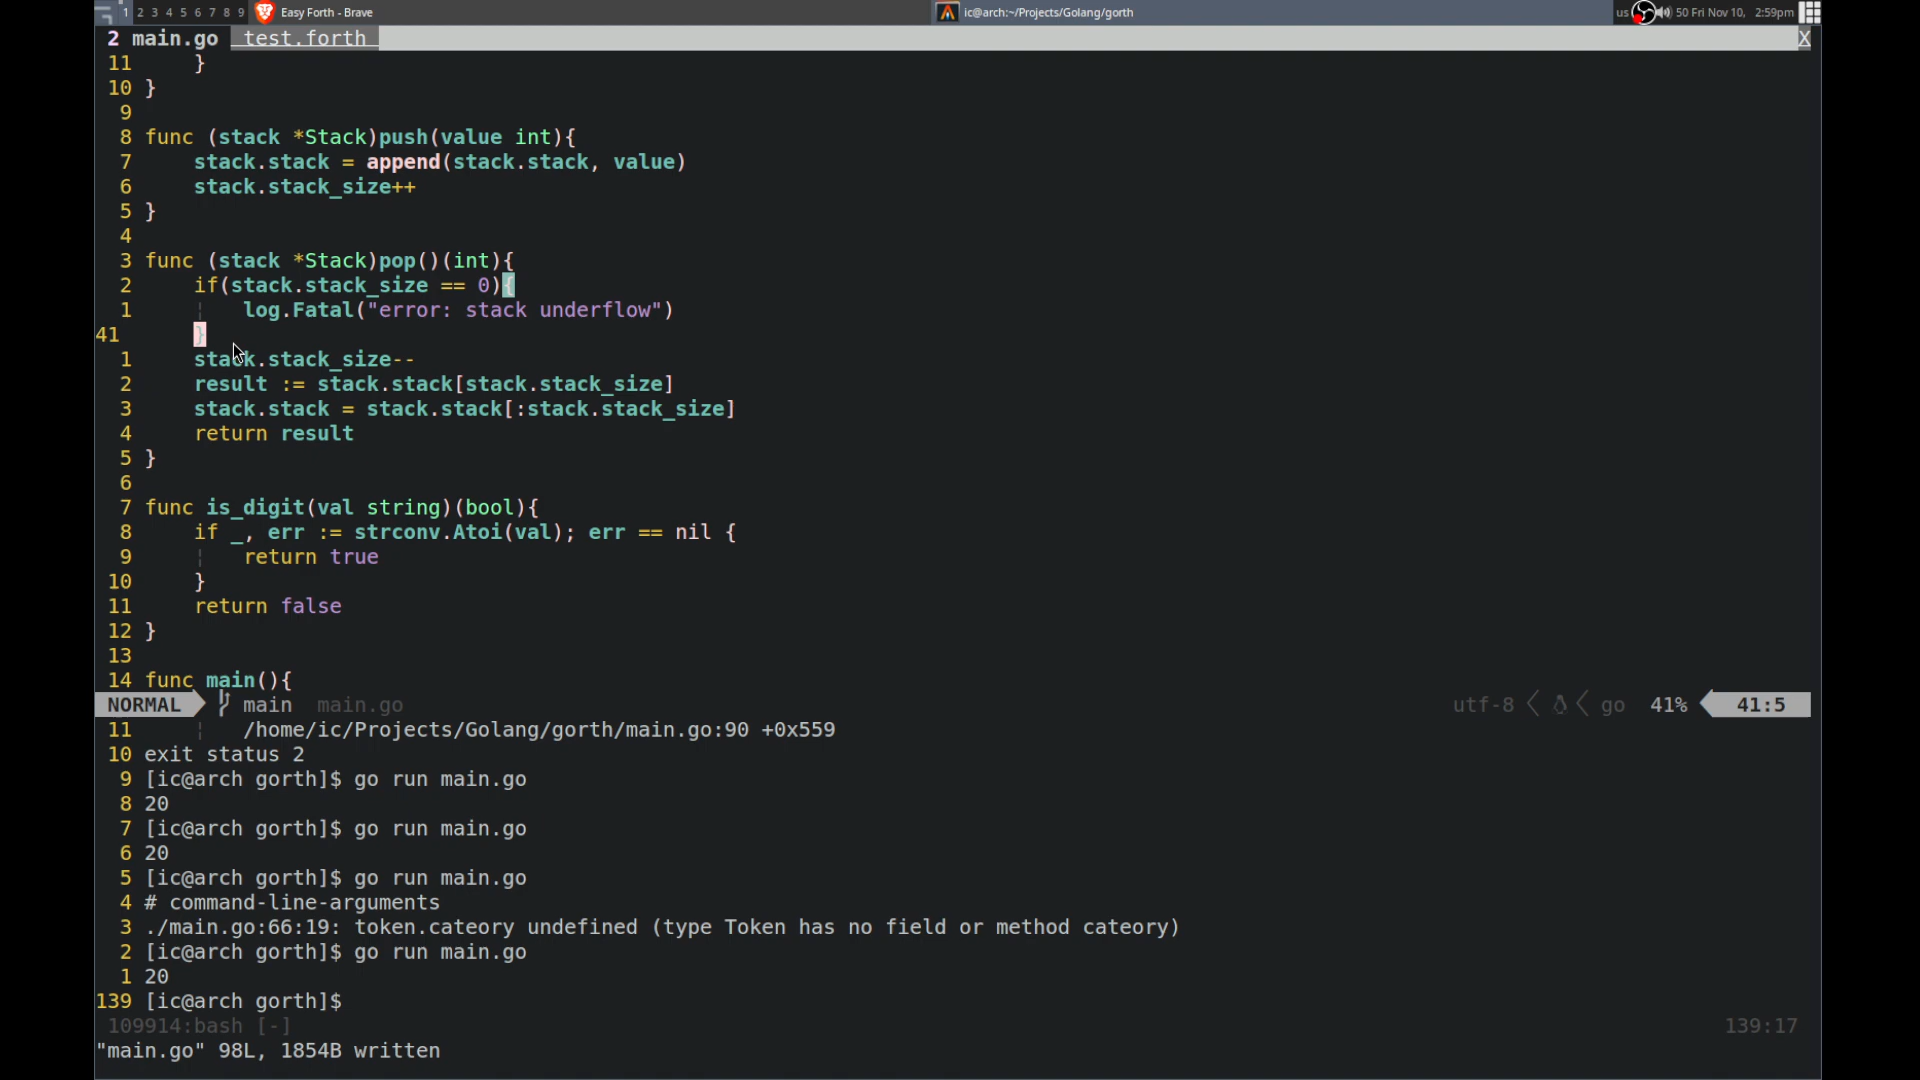 1 2 3 4 5 6 7 8 9 Easy Forth - Brave ic@arch:~/Projects/Golang/gorth us 50 Fri Nov 10, 2:59pm
2 main.go test.forth X
11 }
10 }
9
8 func (stack *Stack)push(value int){
7 stack.stack = append(stack.stack, value)
6 stack.stack_size++
5 }
4
3 func (stack *Stack)pop()(int){
2 if(stack.stack_size == 0){
1 ¦ log.Fatal("error: stack underflow")
41 }
1 stack.stack_size--
2 result := stack.stack[stack.stack_size]
3 stack.stack = stack.stack[:stack.stack_size]
4 return result
5 }
6
7 func is_digit(val string)(bool){
8 if _, err := strconv.Atoi(val); err == nil {
9 ¦ return true
10 }
11 return false
12 }
13
14 func main(){
NORMAL main main.go utf-8 go 41% 41:5
11 ¦ /home/ic/Projects/Golang/gorth/main.go:90 +0x559
10 exit status 2
9 [ic@arch gorth]$ go run main.go
8 20
7 [ic@arch gorth]$ go run main.go
6 20
5 [ic@arch gorth]$ go run main.go
4 # command-line-arguments
3 ./main.go:66:19: token.cateory undefined (type Token has no field or method cateory)
2 [ic@arch gorth]$ go run main.go
1 20
139 [ic@arch gorth]$
109914:bash [-] 139:17
"main.go" 98L, 1854B written